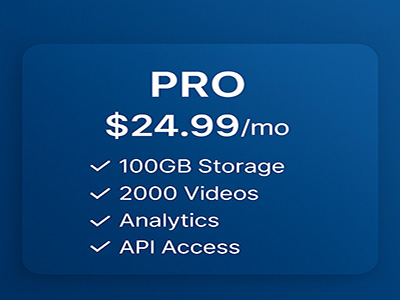 PRO
$24.99/mo
✓ 100GB Storage
✓ 2000 Videos
✓ Analytics
✓ API Access